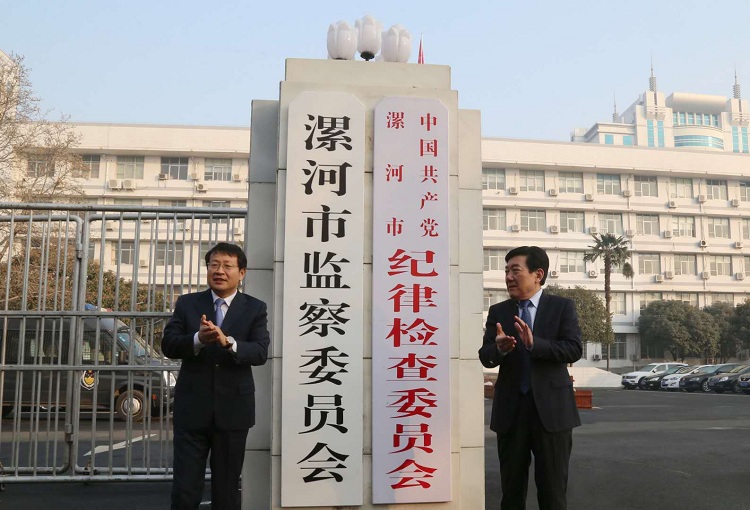 漯河市监察委员会
中国共产党
漯河市
纪律检查委员会